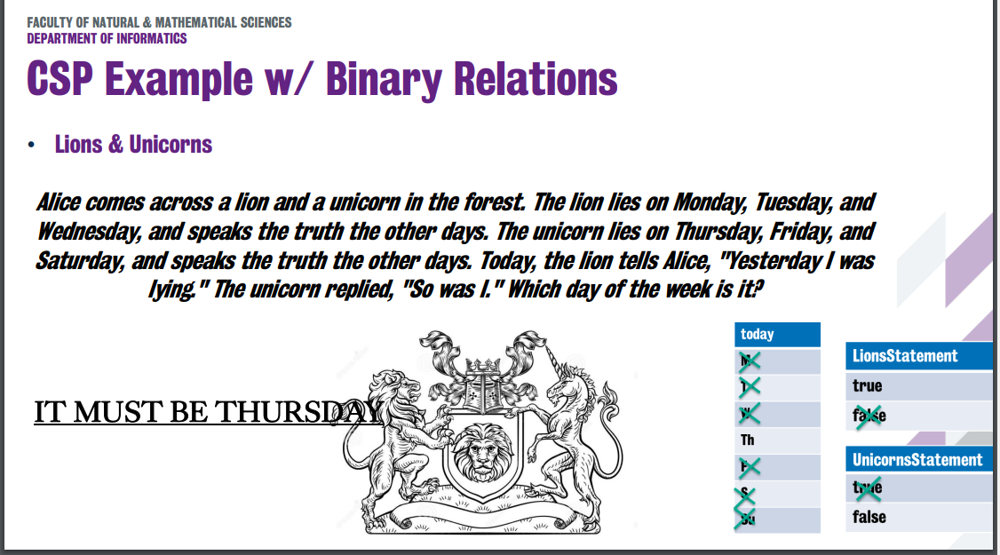 FACULTY OF NATURAL & MATHEMATICAL SCIENCES
DEPARTMENT OF INFORMATICS
CSP Example w/ Binary Relations
• Lions & Unicorns
Alice comes across a lion and a unicorn in the forest. The lion lies on Monday, Tuesday, and
Wednesday, and speaks the truth the other days. The unicorn lies on Thursday, Friday, and
Saturday, and speaks the truth the other days. Today, the lion tells Alice, "Yesterday I was
lying." The unicorn replied, "So was I." Which day of the week is it?
IT MUST BE THURSDAY
today
M
T
W
Th
F
S
Su
LionsStatement
true
false
UnicornsStatement
true
false